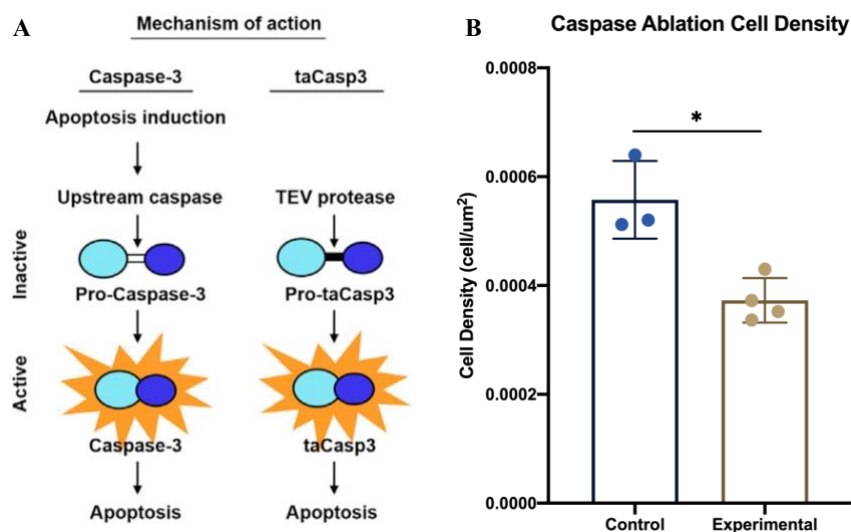 A
Mechanism of action
Caspase-3
taCasp3
Apoptosis induction
Upstream caspase
TEV protease
Inactive
Pro-Caspase-3
Pro-taCasp3
Active
Caspase-3
taCasp3
Apoptosis
Apoptosis
B
Caspase Ablation Cell Density
Cell Density (cell/um²)
0.0008
0.0006
0.0004
0.0002
0.0000
*
Control
Experimental